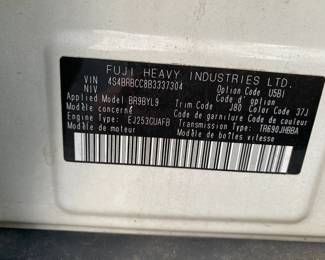 FUJI HEAVY INDUSTRIES LTD.
VIN 4S4BRBCC8B3337304 Option Code U5BI
NIV Code d'option
Applied Model BR9BYL9 Trim Code J80 Color Code 37J
Modèle concerné Code de garniture Code de couleur
Engine Type: EJ253GUAFB Transmission Type: TR690JHBBA
Modèle de moteur Modèle de boîtes vitesse